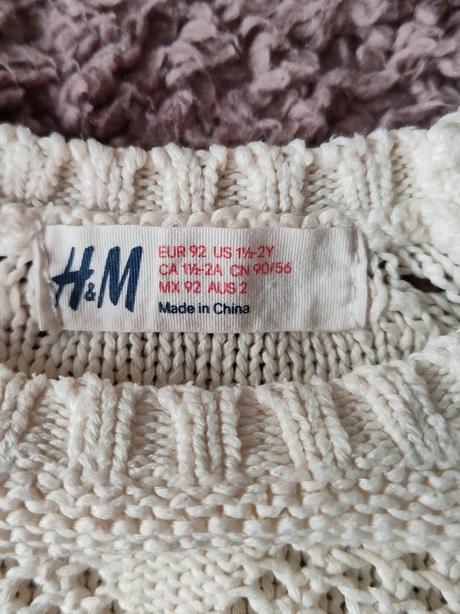 H&M
EUR 92 US 1½-2Y
CA 1½-2A CN 90/56
MX 92 AUS 2
Made in China